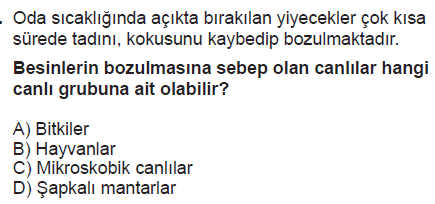 . Oda sıcaklığında açıkta bırakılan yiyecekler çok kısa
sürede tadını, kokusunu kaybedip bozulmaktadır.
Besinlerin bozulmasına sebep olan canlılar hangi
canlı grubuna ait olabilir?
A) Bitkiler
B) Hayvanlar
C) Mikroskobik canlılar
D) Şapkalı mantarlar